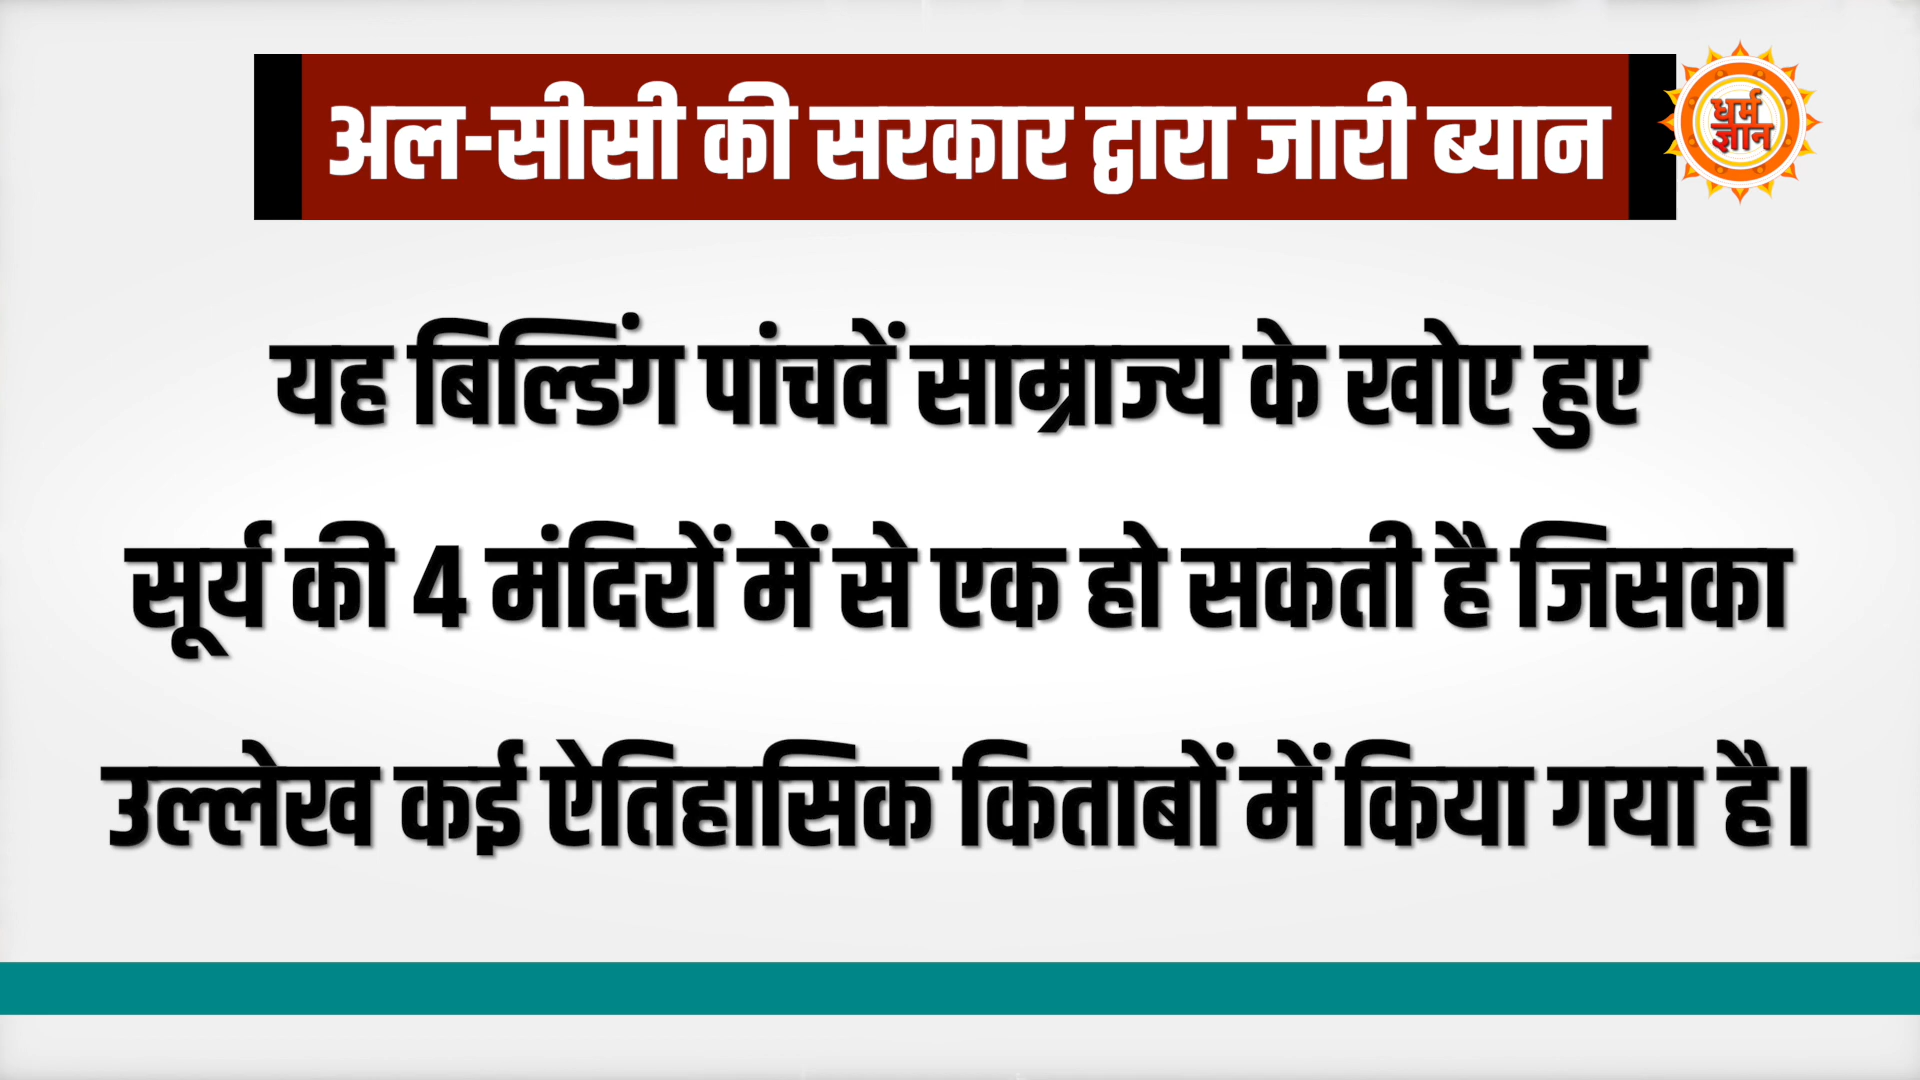 अल-सीसी की सरकार द्वारा जारी ब्यान
धर्म
ज्ञान
यह बिल्डिंग पांचवें साम्राज्य के खोए हुए
सूर्य की 4 मंदिरों में से एक हो सकती है जिसका
उल्लेख कई ऐतिहासिक किताबों में किया गया है।